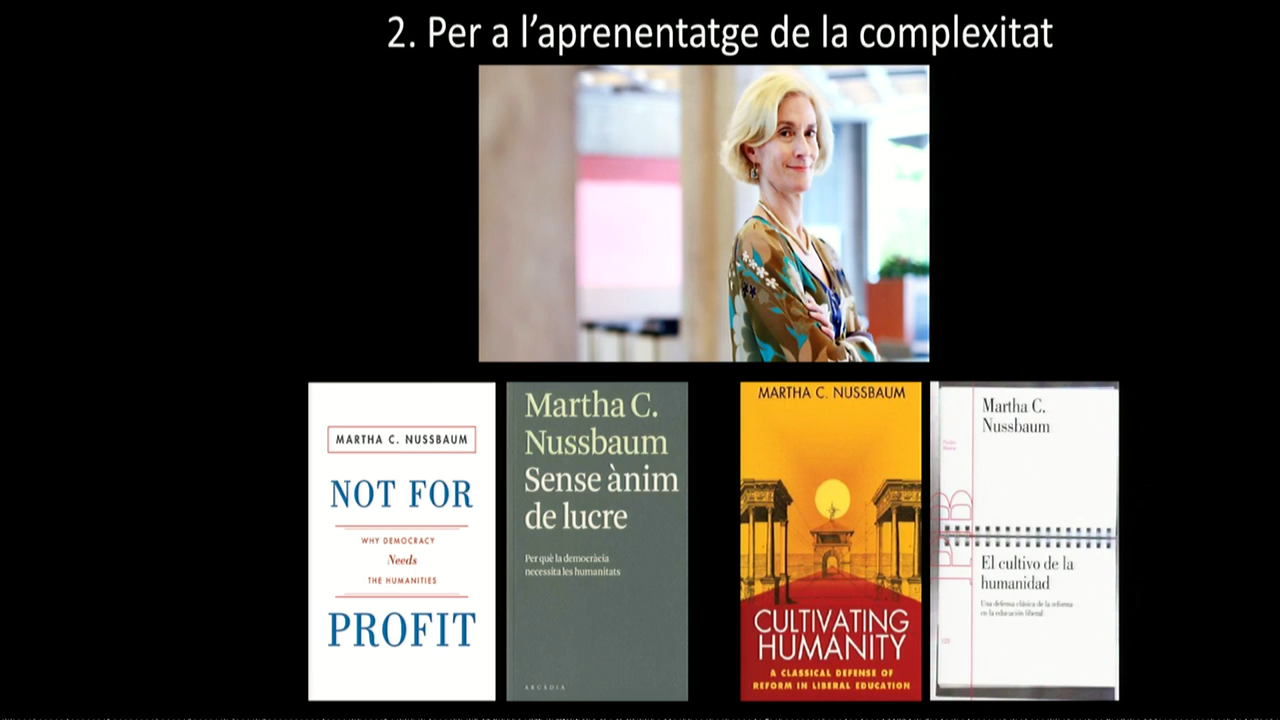 2. Per a l’aprenentatge de la complexitat
MARTHA C. NUSSBAUM
NOT FOR
WHY DEMOCRACY
Needs
THE HUMANITIES
PROFIT
Martha C.
Nussbaum
Sense ànim
de lucre
Per què la democràcia
necessita les humanitats
ARCÀDIA
MARTHA C. NUSSBAUM
CULTIVATING
HUMANITY
A CLASSICAL DEFENSE OF
REFORM IN LIBERAL EDUCATION
Martha C.
Nussbaum
El cultivo de la
humanidad
Una defensa clásica de la reforma
en la educación liberal